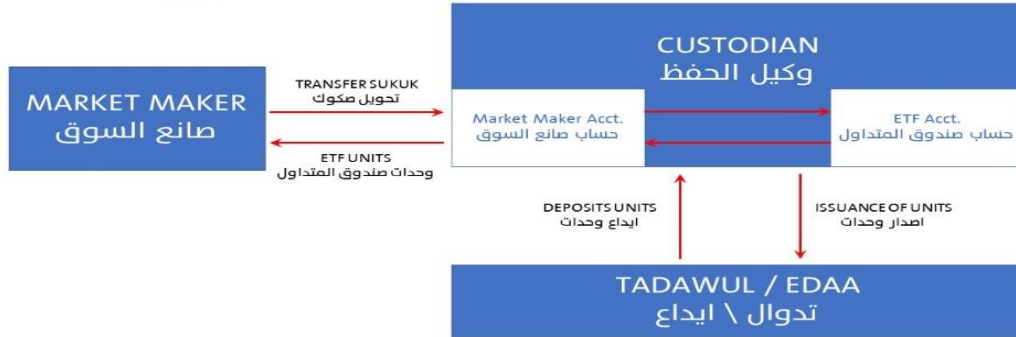 CUSTODIAN
وكيل الحفظ
MARKET MAKER
صانع السوق
TRANSFER SUKUK
تحويل صكوك
ETF UNITS
وحدات صندوق المتداول
Market Maker Acct.
حساب صانع السوق
ETF Acct.
حساب صندوق المتداول
DEPOSITS UNITS
ايداع وحدات
ISSUANCE OF UNITS
اصدار وحدات
TADAWUL / EDAA
تدوال \ ايداع